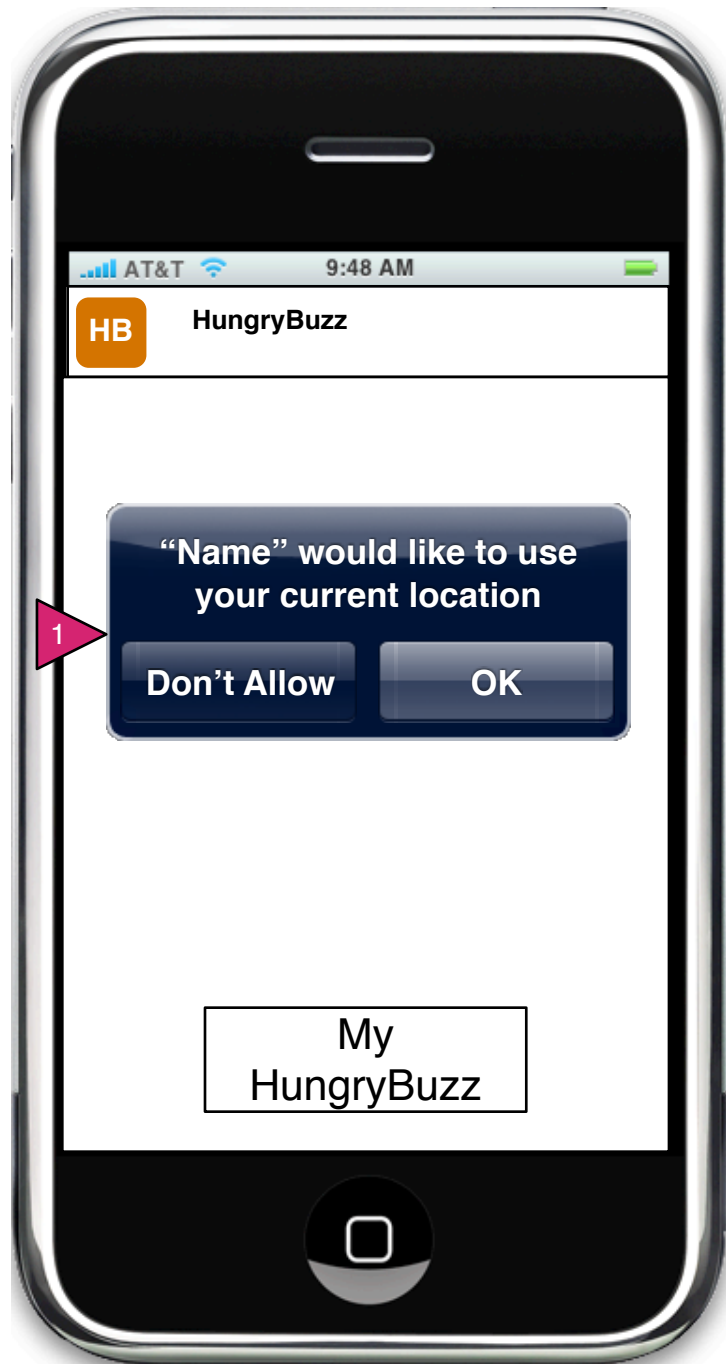 AT&T 9:48 AM
HB HungryBuzz
“Name” would like to use
your current location
1
Don’t Allow OK
My
HungryBuzz